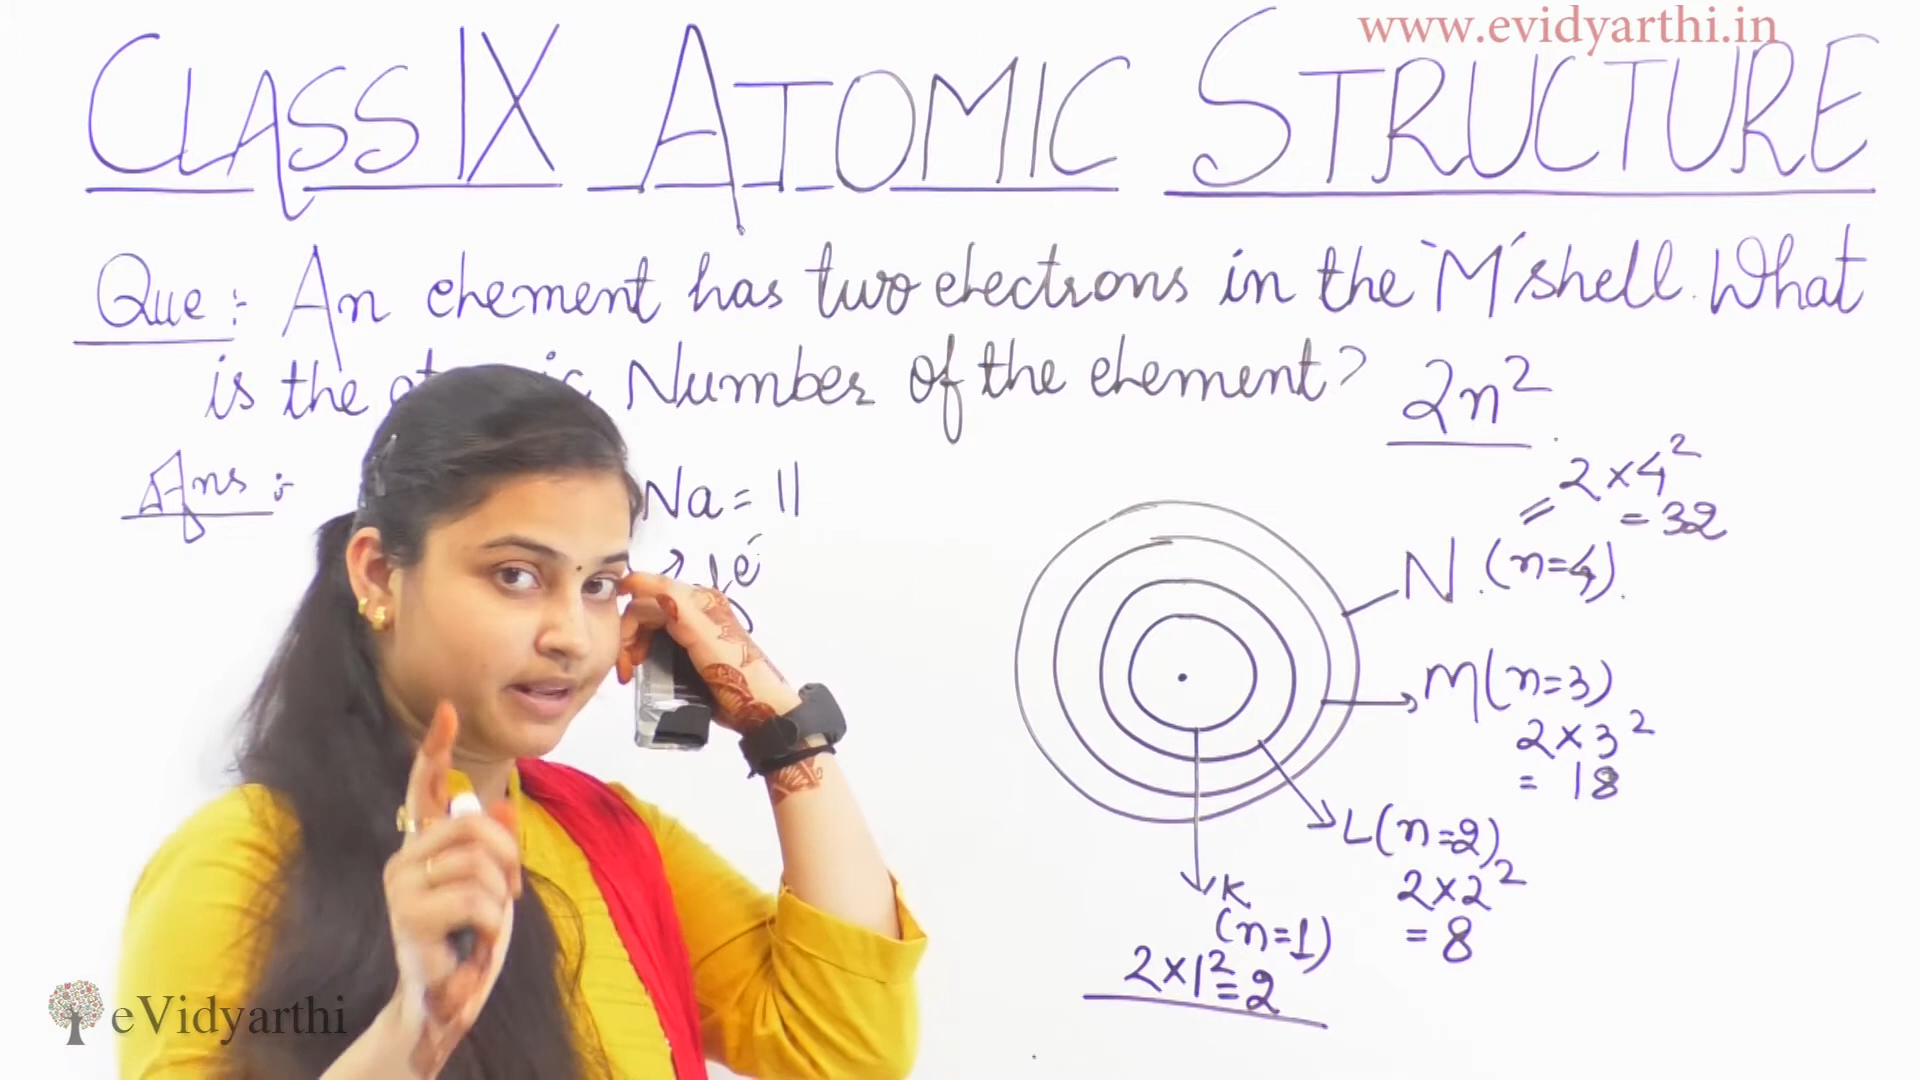 www.evidyarthi.in
CLASS IX ATOMIC STRUCTURE
Que :- An element has two electrons in the "M" shell. What
is the Number of the element?
2n²
Ans :-
Na = 11
= 2×4²
= 32
N (n=4).
M (n=3)
2×3²
= 18
L (n=2)
2×2²
= 8
K
(n=1)
2×1² = 2
eVidyarthi